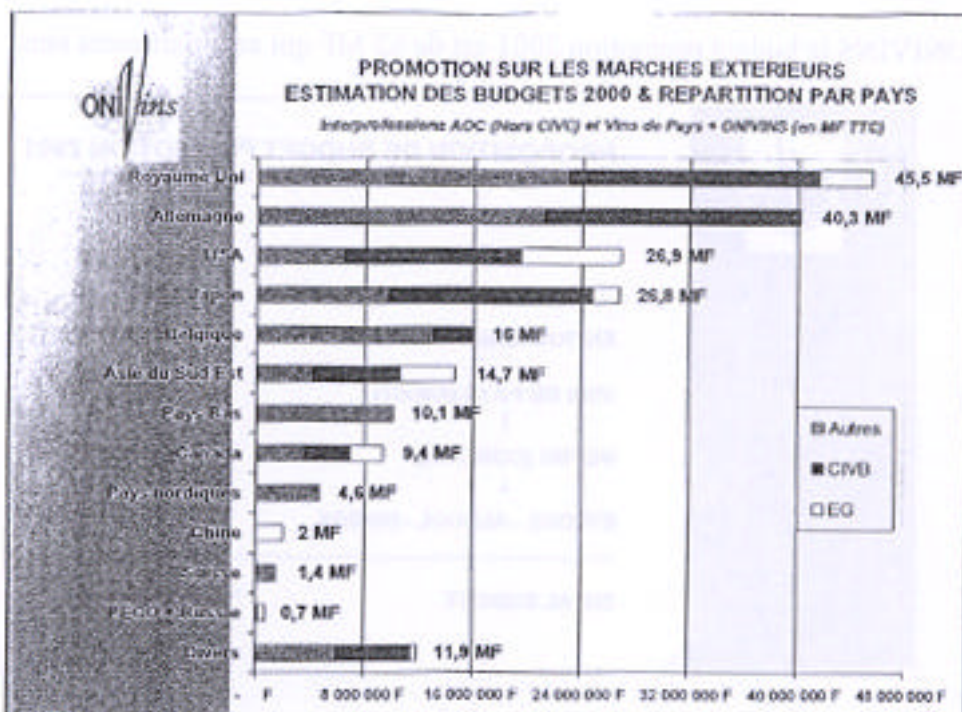 ONIVins
PROMOTION SUR LES MARCHES EXTERIEURS
ESTIMATION DES BUDGETS 2000 & REPARTITION PAR PAYS
Interprofessions AOC (Hors CIVC) et Vins de Pays + ONIVINS (en MF TTC)
Royaume Uni 45,5 MF
Allemagne 40,3 MF
USA 26,9 MF
Japon 26,8 MF
Belgique 16 MF
Asie du Sud Est 14,7 MF
Pays Bas 10,1 MF
Canada 9,4 MF
Pays nordiques 4,6 MF
Chine 2 MF
Suisse 1,4 MF
PECO + Russie 0,7 MF
Divers 11,9 MF
Autres
CIVB
EG
- F 8 000 000 F 16 000 000 F 24 000 000 F 32 000 000 F 40 000 000 F 48 000 000 F